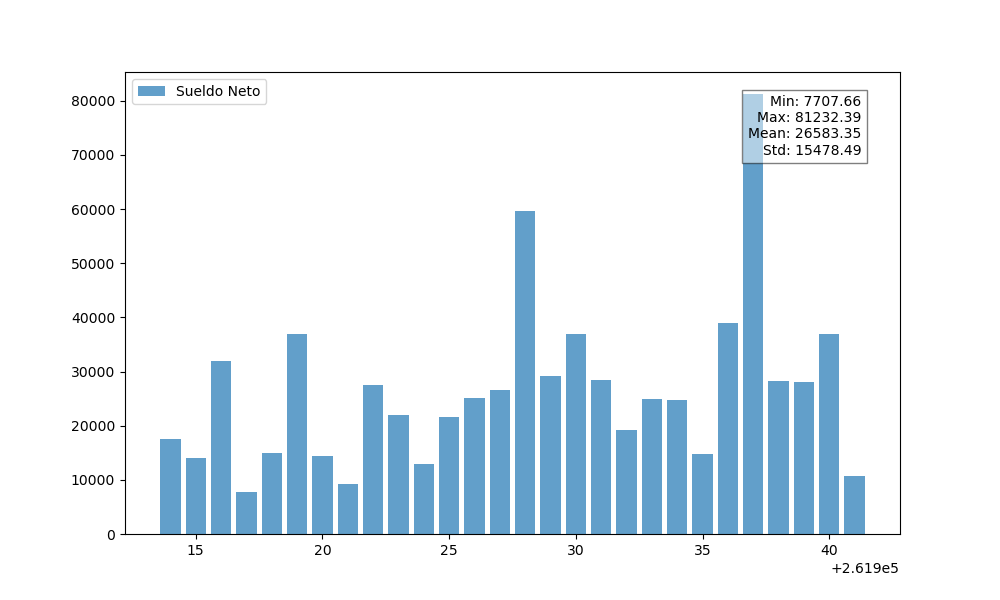 Sueldo Neto
Min: 7707.66
Max: 81232.39
Mean: 26583.35
Std: 15478.49
80000
70000
60000
50000
40000
30000
20000
10000
0
15 20 25 30 35 40
+2.619e5